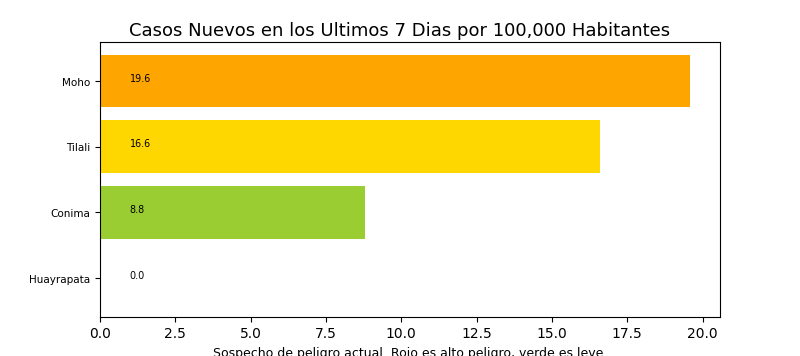 Casos Nuevos en los Ultimos 7 Dias por 100,000 Habitantes
Moho
19.6
Tilali
16.6
Conima
8.8
Huayrapata
0.0
0.0 2.5 5.0 7.5 10.0 12.5 15.0 17.5 20.0
Sospecho de peligro actual. Rojo es alto peligro, verde es leve